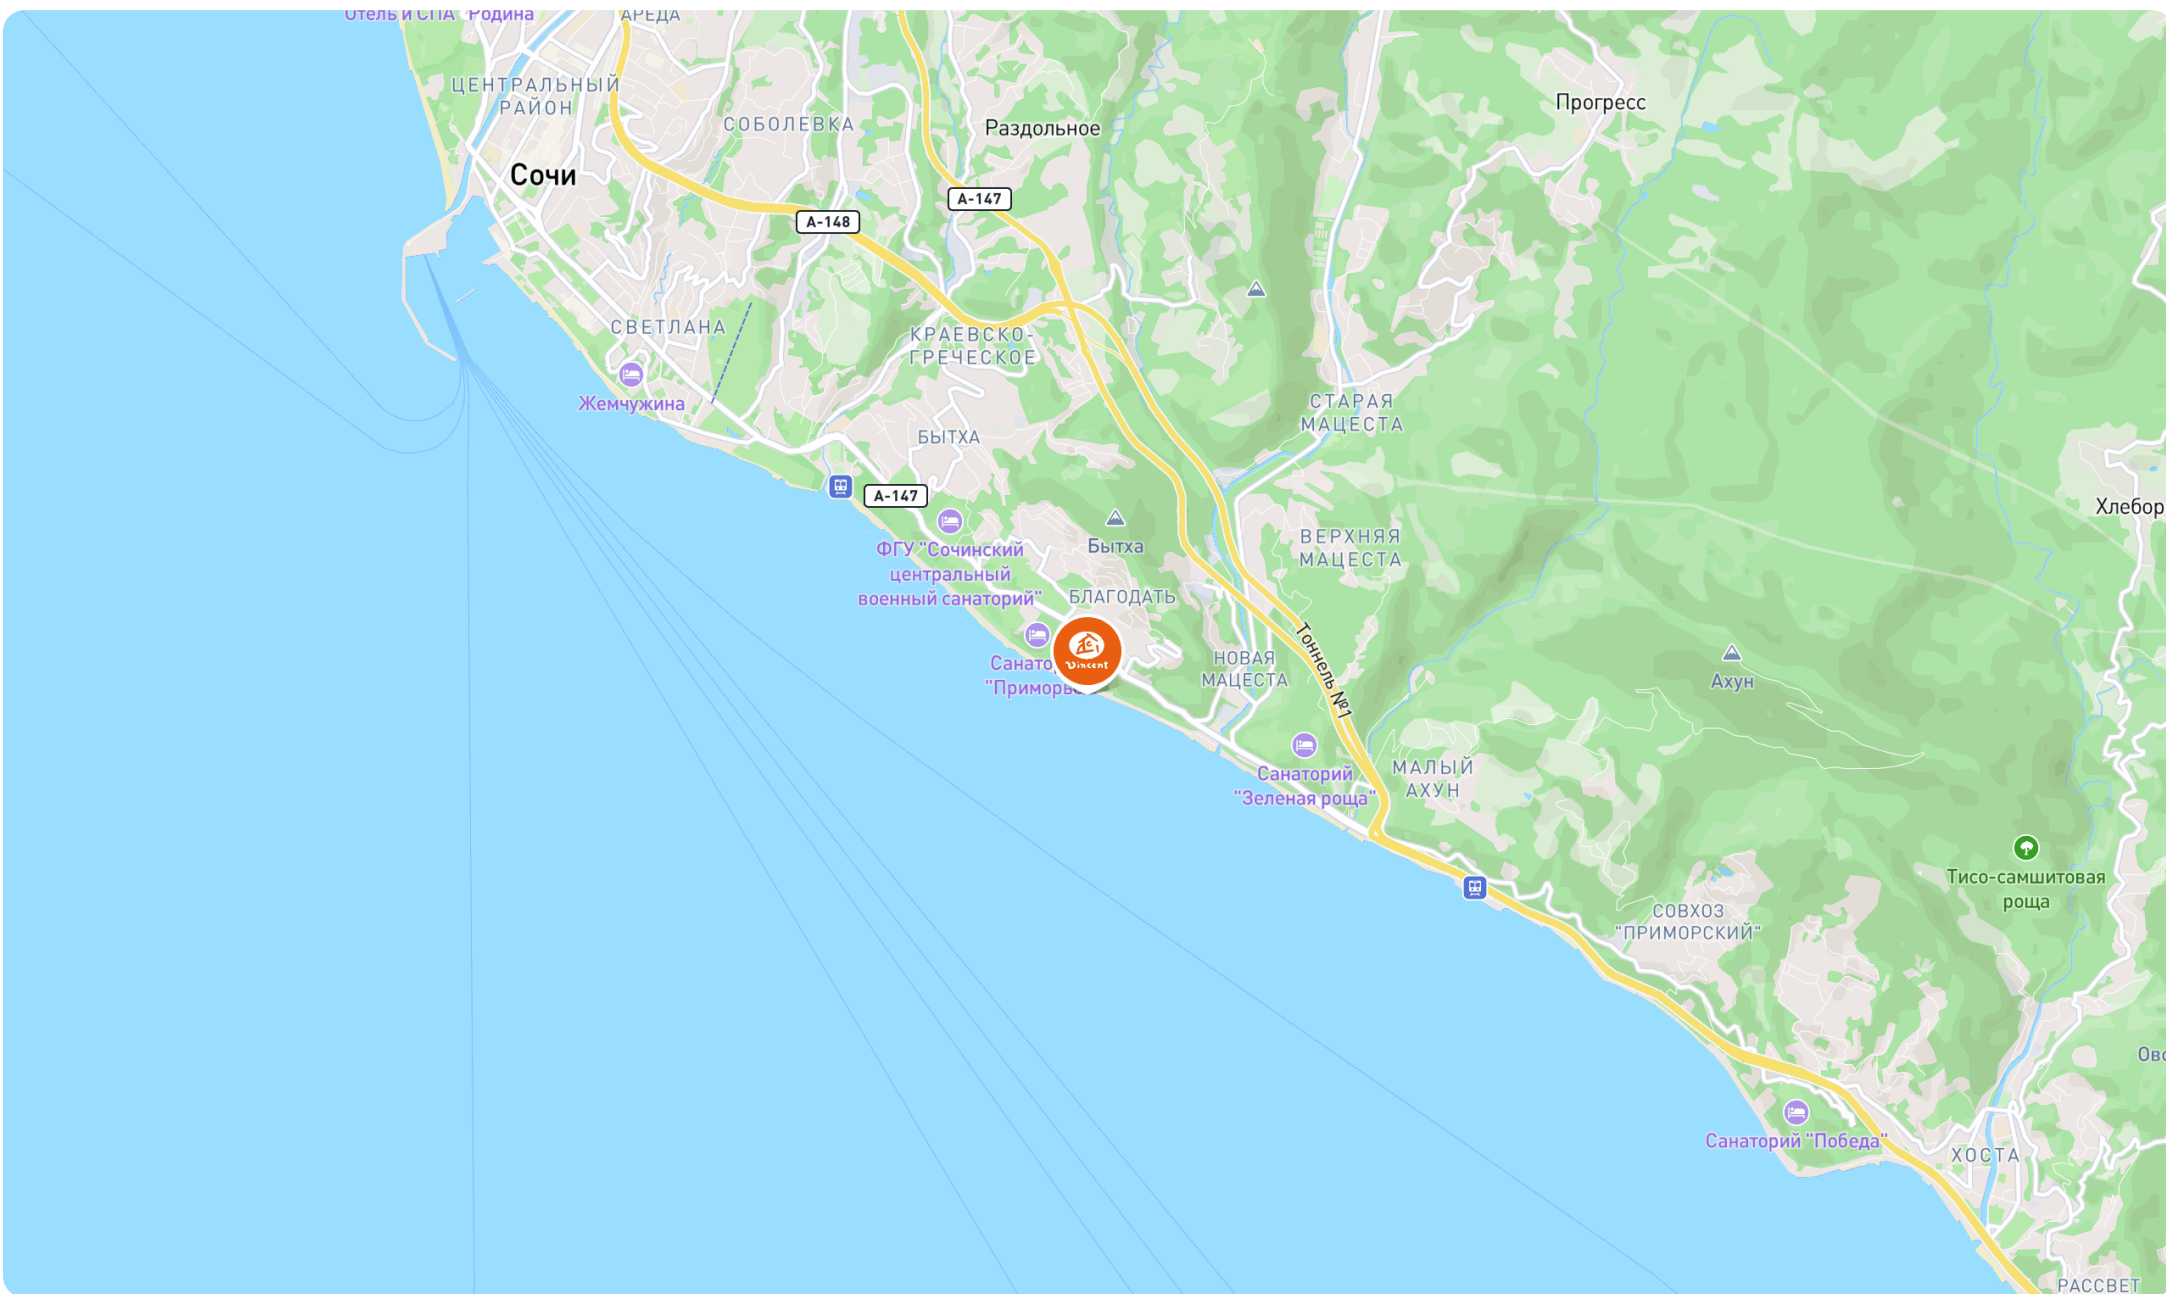 Отель и СПА "Родина
АРЕДА
ЦЕНТРАЛЬНЫЙ
РАЙОН
СОБОЛЕВКА
Раздольное
Прогресс
Сочи
А-147
А-148
СВЕТЛАНА
КРАЕВСКО-
ГРЕЧЕСКОЕ
Жемчужина
СТАРАЯ
МАЦЕСТА
БЫТХА
А-147
Хлебор
ФГУ "Сочинский
центральный
военный санаторий"
Бытха
ВЕРХНЯЯ
МАЦЕСТА
БЛАГОДАТЬ
Vincent
Санато
"Приморь
НОВАЯ
МАЦЕСТА
Тоннель №1
Ахун
Санаторий
"Зеленая роща"
МАЛЫЙ
АХУН
Тисо-самшитовая
роща
СОВХОЗ
"ПРИМОРСКИЙ"
Ово
Санаторий "Победа"
ХОСТА
РАССВЕТ